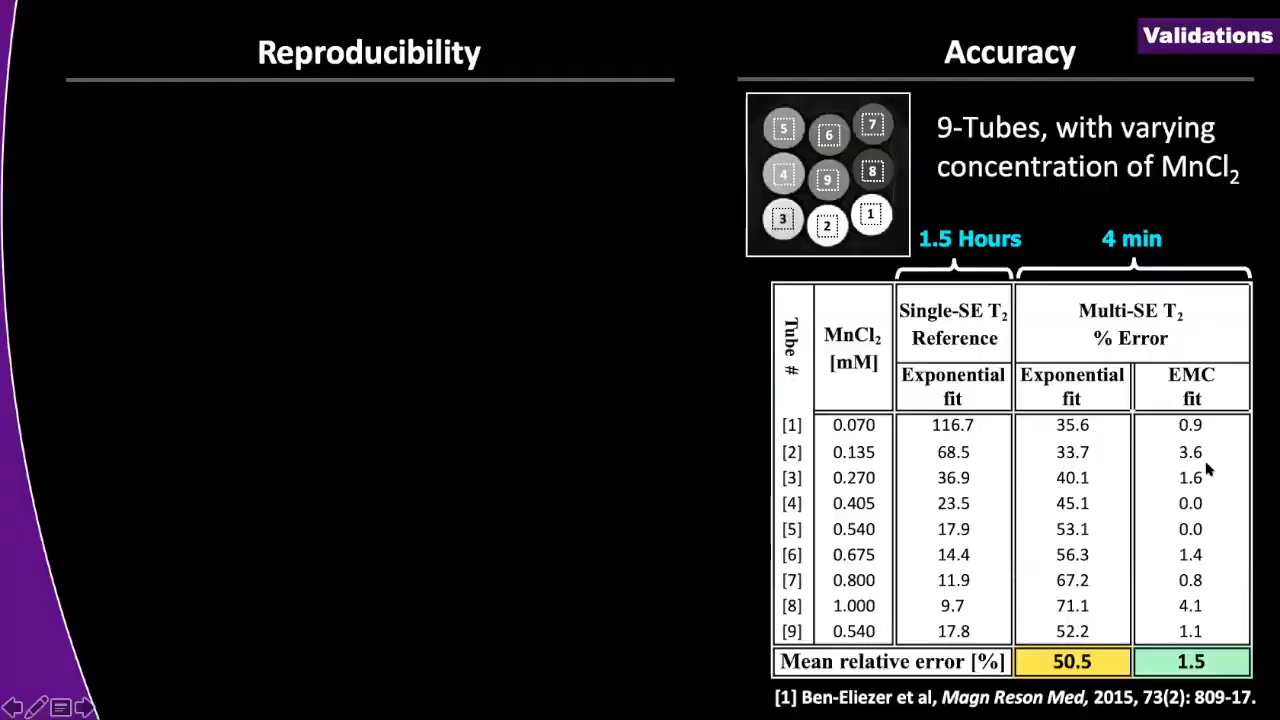 Validations
Reproducibility
Accuracy
5 6 7
4 9 8
3 2 1
9-Tubes, with varying
concentration of MnCl₂
1.5 Hours 4 min
Tube # MnCl₂ [mM] Single-SE T₂ Reference Multi-SE T₂ % Error
Exponential fit Exponential fit EMC fit
[1] 0.070 116.7 35.6 0.9
[2] 0.135 68.5 33.7 3.6
[3] 0.270 36.9 40.1 1.6
[4] 0.405 23.5 45.1 0.0
[5] 0.540 17.9 53.1 0.0
[6] 0.675 14.4 56.3 1.4
[7] 0.800 11.9 67.2 0.8
[8] 1.000 9.7 71.1 4.1
[9] 0.540 17.8 52.2 1.1
Mean relative error [%] 50.5 1.5
[1] Ben-Eliezer et al, Magn Reson Med, 2015, 73(2): 809-17.